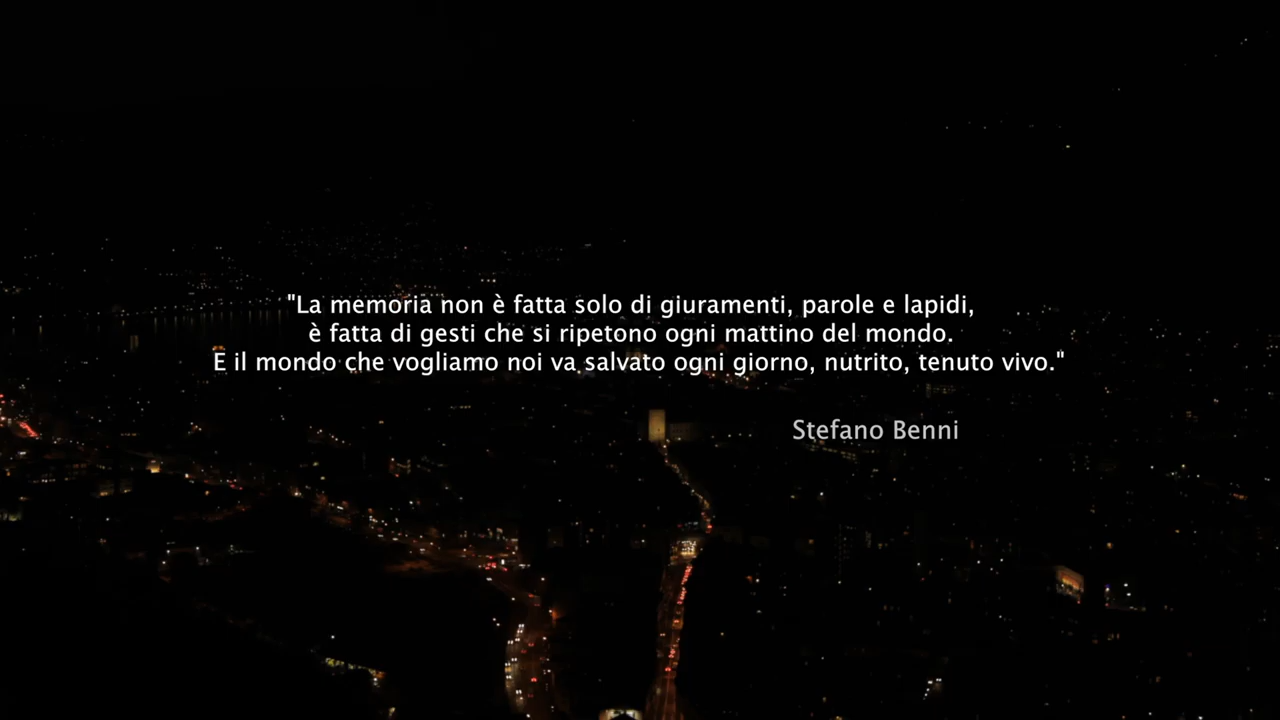 "La memoria non è fatta solo di giuramenti, parole e lapidi,
è fatta di gesti che si ripetono ogni mattino del mondo.
E il mondo che vogliamo noi va salvato ogni giorno, nutrito, tenuto vivo."
Stefano Benni